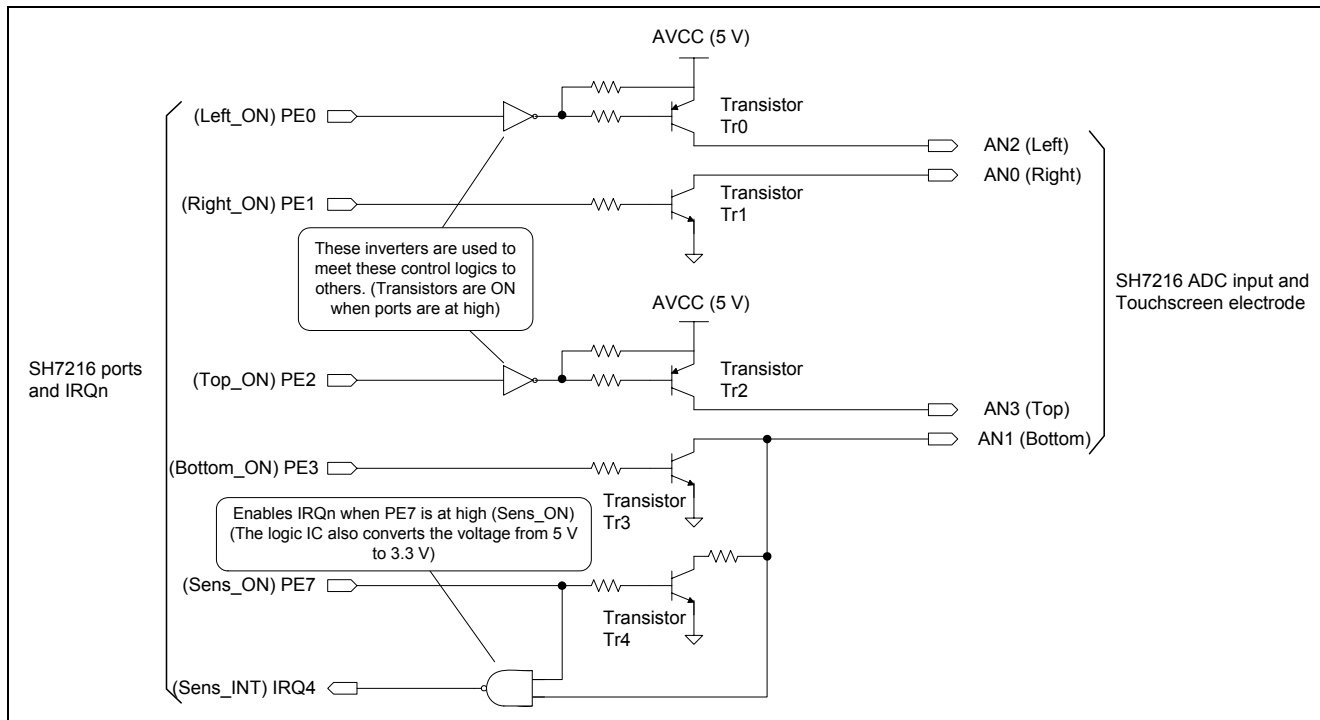 AVCC (5 V)
(Left_ON) PE0
Transistor
Tr0
AN2 (Left)
AN0 (Right)
(Right_ON) PE1
Transistor
Tr1
These inverters are used to
meet these control logics to
others. (Transistors are ON
when ports are at high)
SH7216 ADC input and
Touchscreen electrode
AVCC (5 V)
SH7216 ports
and IRQn
(Top_ON) PE2
Transistor
Tr2
AN3 (Top)
AN1 (Bottom)
(Bottom_ON) PE3
Transistor
Tr3
Enables IRQn when PE7 is at high (Sens_ON)
(The logic IC also converts the voltage from 5 V
to 3.3 V)
(Sens_ON) PE7
Transistor
Tr4
(Sens_INT) IRQ4